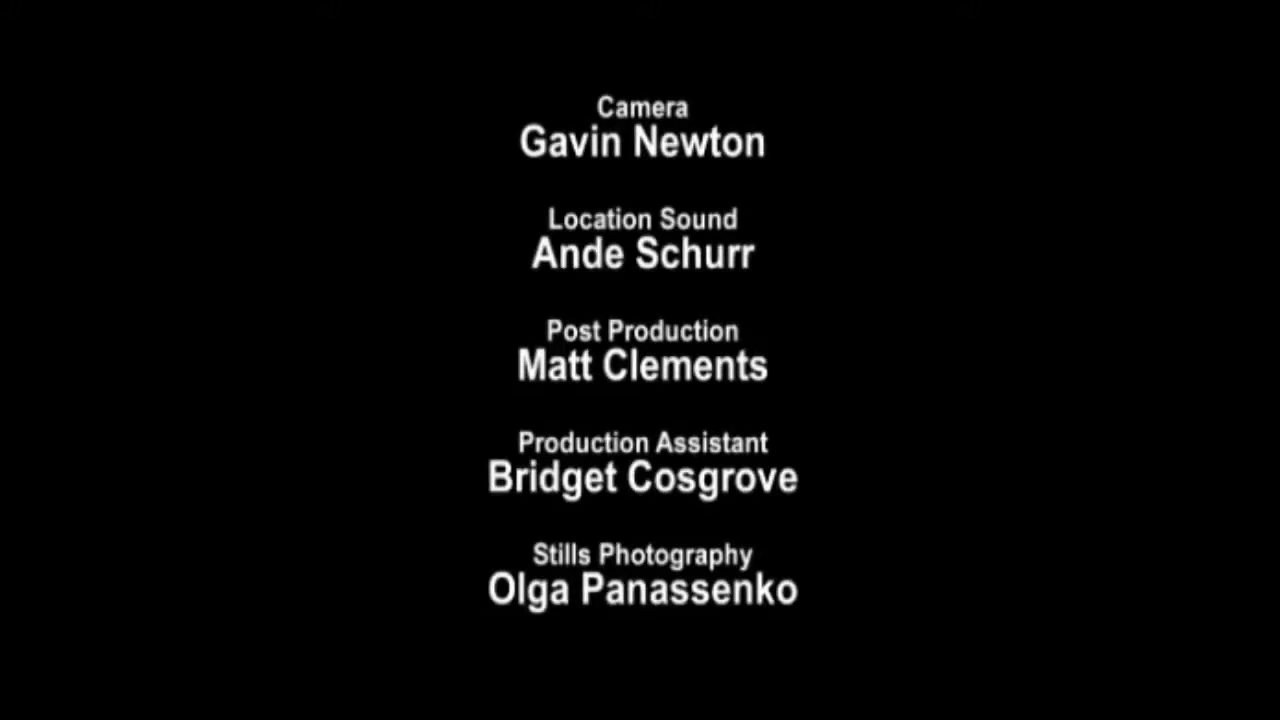 Camera
Gavin Newton
Location Sound
Ande Schurr
Post Production
Matt Clements
Production Assistant
Bridget Cosgrove
Stills Photography
Olga Panassenko